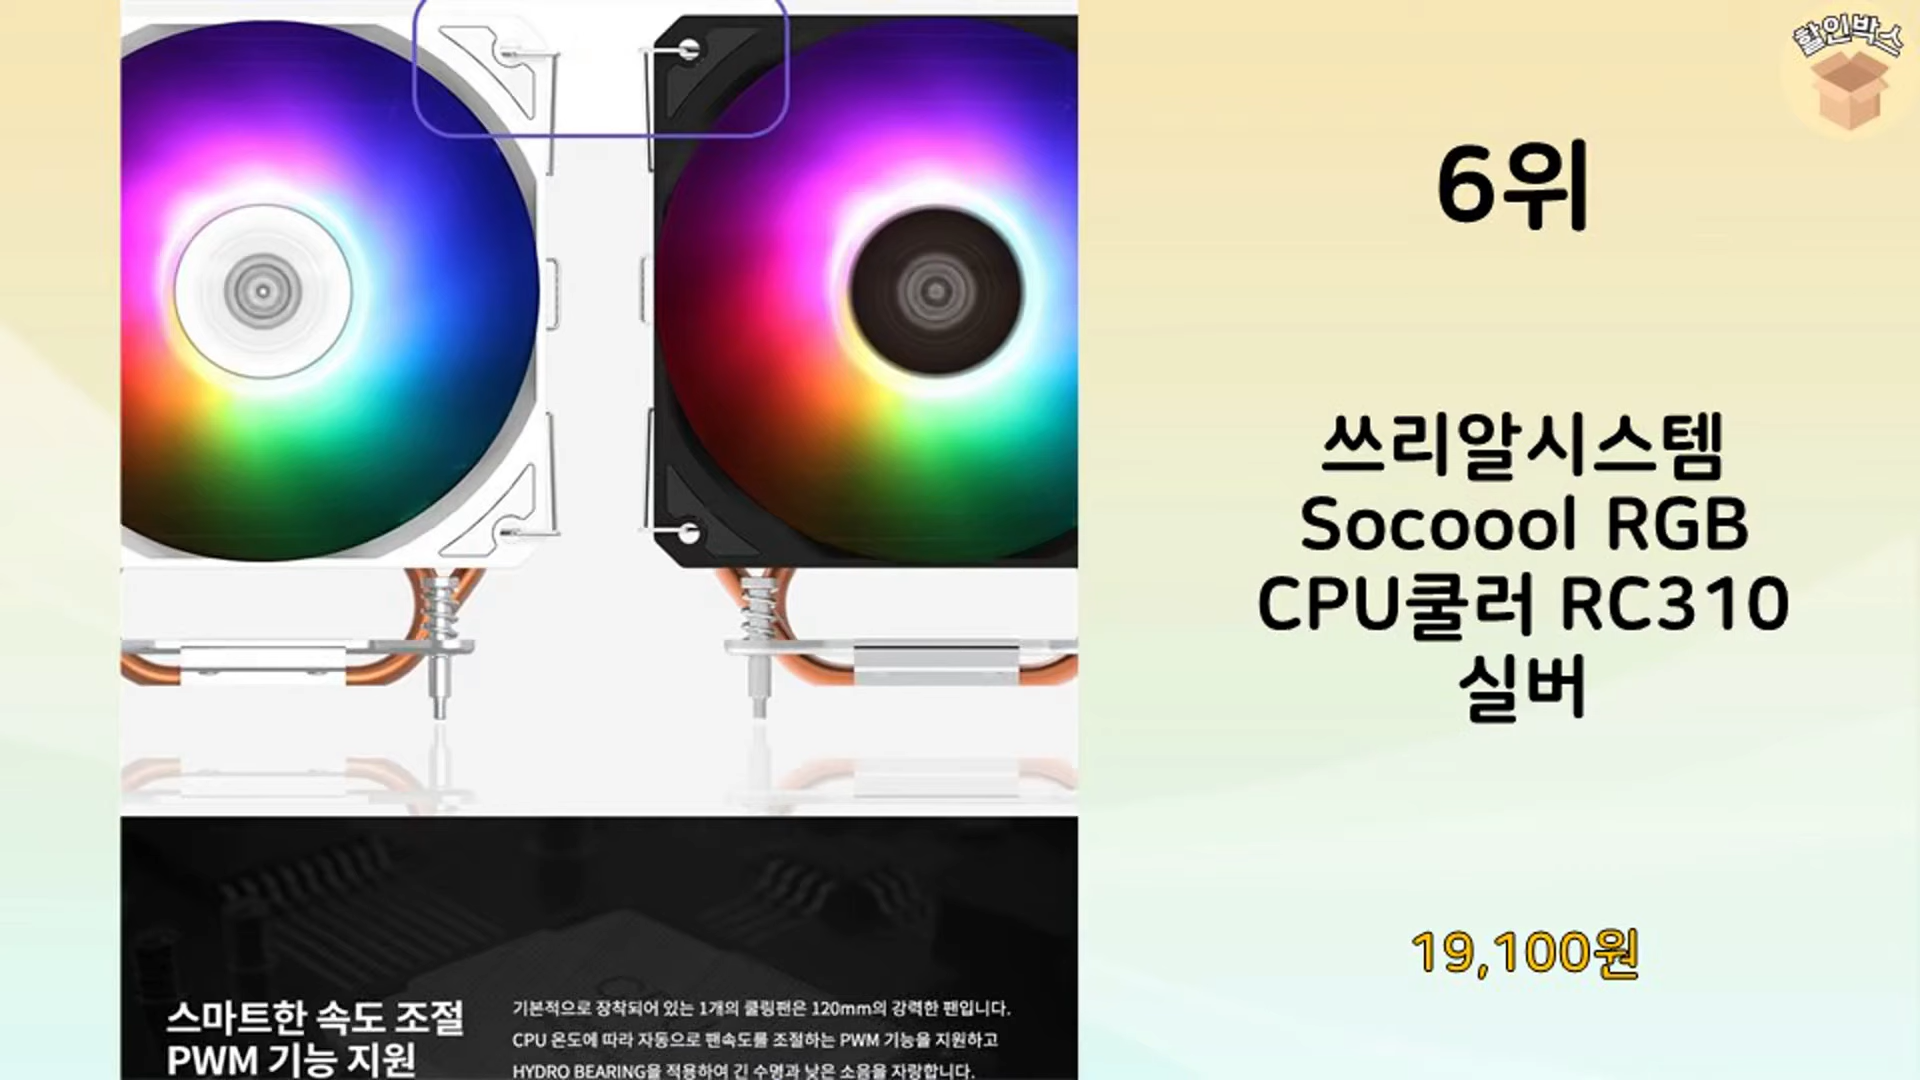 할인박스
6위
쓰리알시스템
Socoool RGB
CPU쿨러 RC310
실버
19,100원
스마트한 속도 조절
PWM 기능 지원
기본적으로 장착되어 있는 1개의 쿨링팬은 120mm의 강력한 팬입니다.
CPU 온도에 따라 자동으로 팬속도를 조절하는 PWM 기능을 지원하고
HYDRO BEARING을 적용하여 긴 수명과 낮은 소음을 자랑합니다.